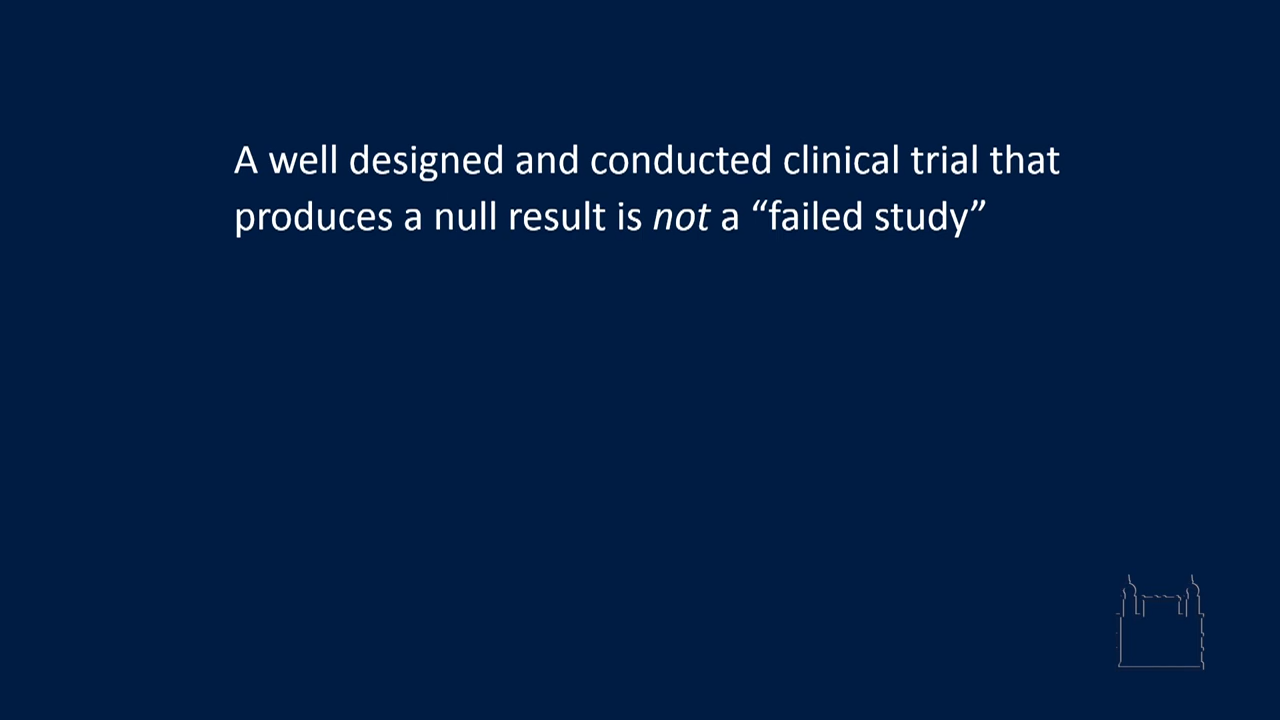 A well designed and conducted clinical trial that
produces a null result is not a “failed study”